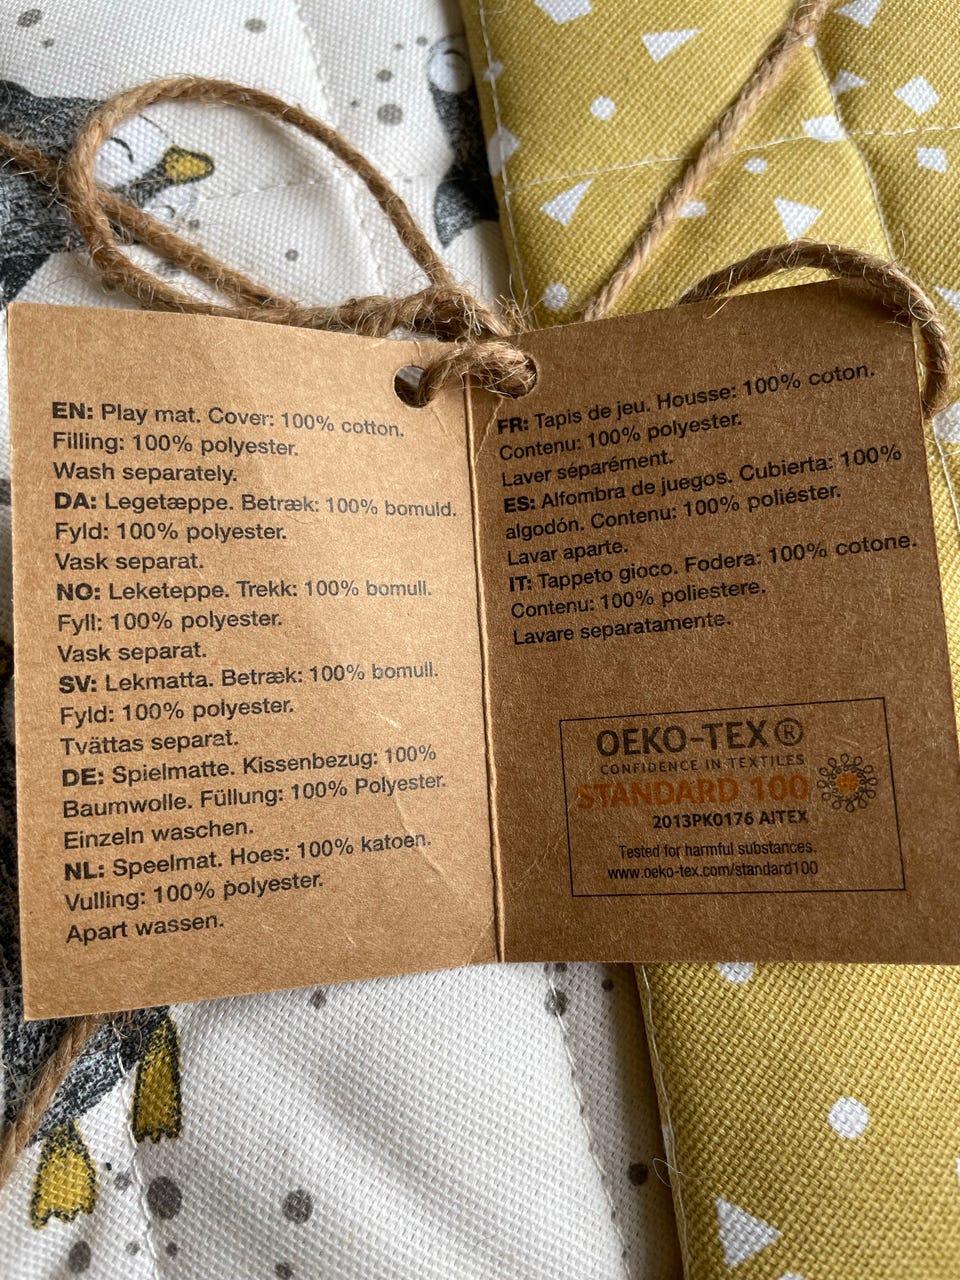 EN: Play mat. Cover: 100% cotton.
Filling: 100% polyester.
Wash separately.
DA: Legetæppe. Betræk: 100% bomuld.
Fyld: 100% polyester.
Vask separat.
NO: Leketeppe. Trekk: 100% bomull.
Fyll: 100% polyester.
Vask separat.
SV: Lekmatta. Betræk: 100% bomull.
Fyld: 100% polyester.
Tvättas separat.
DE: Spielmatte. Kissenbezug: 100%
Baumwolle. Füllung: 100% Polyester.
Einzeln waschen.
NL: Speelmat. Hoes: 100% katoen.
Vulling: 100% polyester.
Apart wassen.
FR: Tapis de jeu. Housse: 100% coton.
Contenu: 100% polyester.
Laver séparément.
ES: Alfombra de juegos. Cubierta: 100%
algodón. Contenu: 100% poliéster.
Lavar aparte.
IT: Tappeto gioco. Fodera: 100% cotone.
Contenu: 100% poliestere.
Lavare separatamente.
OEKO-TEX®
CONFIDENCE IN TEXTILES
STANDARD 100
2013PK0176 AITEX
Tested for harmful substances.
www.oeko-tex.com/standard100